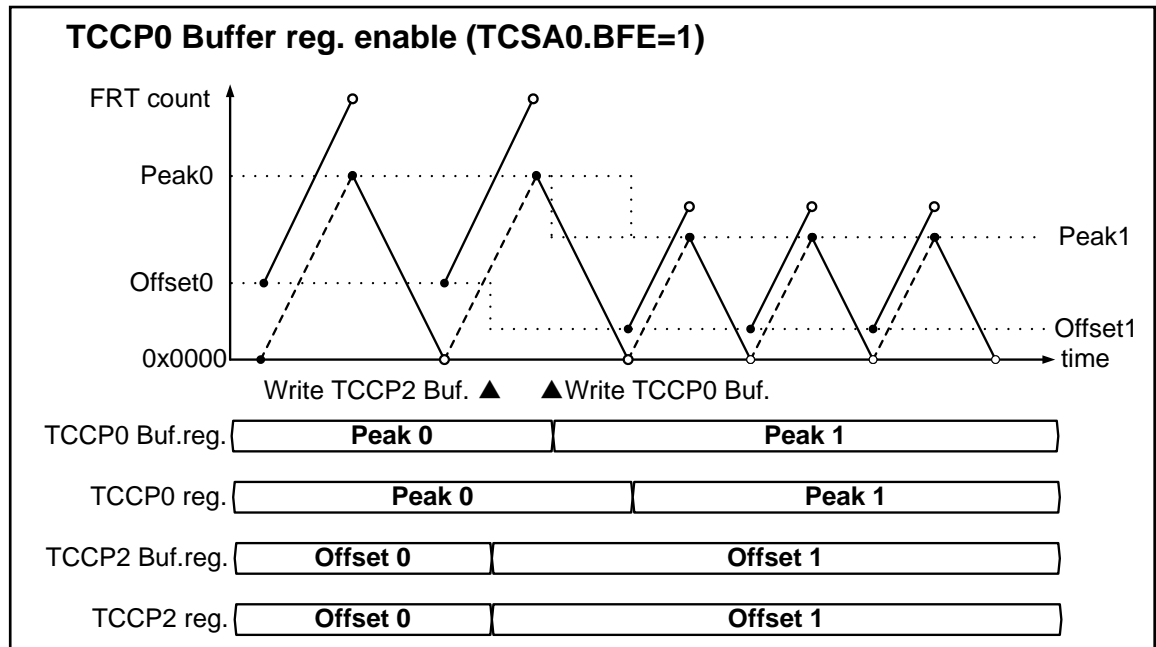 TCCP0 Buffer reg. enable (TCSA0.BFE=1)
FRT count
Peak0
Peak1
Offset0
Offset1
0x0000
time
Write TCCP2 Buf. ▲ ▲Write TCCP0 Buf.
TCCP0 Buf.reg. Peak 0 Peak 1
TCCP0 reg. Peak 0 Peak 1
TCCP2 Buf.reg. Offset 0 Offset 1
TCCP2 reg. Offset 0 Offset 1